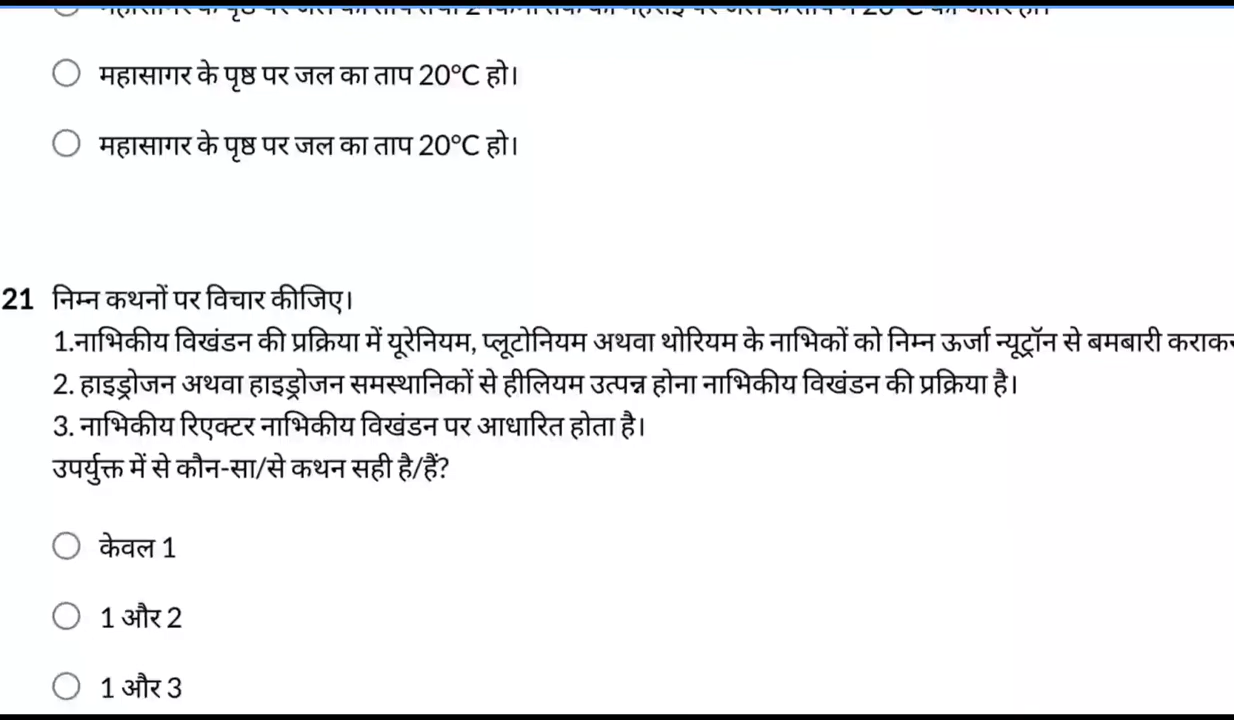 महासागर के पृष्ठ पर जल का ताप 20°C हो।
महासागर के पृष्ठ पर जल का ताप 20°C हो।
21 निम्न कथनों पर विचार कीजिए।
1.नाभिकीय विखंडन की प्रक्रिया में यूरेनियम, प्लूटोनियम अथवा थोरियम के नाभिकों को निम्न ऊर्जा न्यूट्रॉन से बमबारी कराकर
2. हाइड्रोजन अथवा हाइड्रोजन समस्थानिकों से हीलियम उत्पन्न होना नाभिकीय विखंडन की प्रक्रिया है।
3. नाभिकीय रिएक्टर नाभिकीय विखंडन पर आधारित होता है।
उपर्युक्त में से कौन-सा/से कथन सही है/हैं?
केवल 1
1 और 2
1 और 3